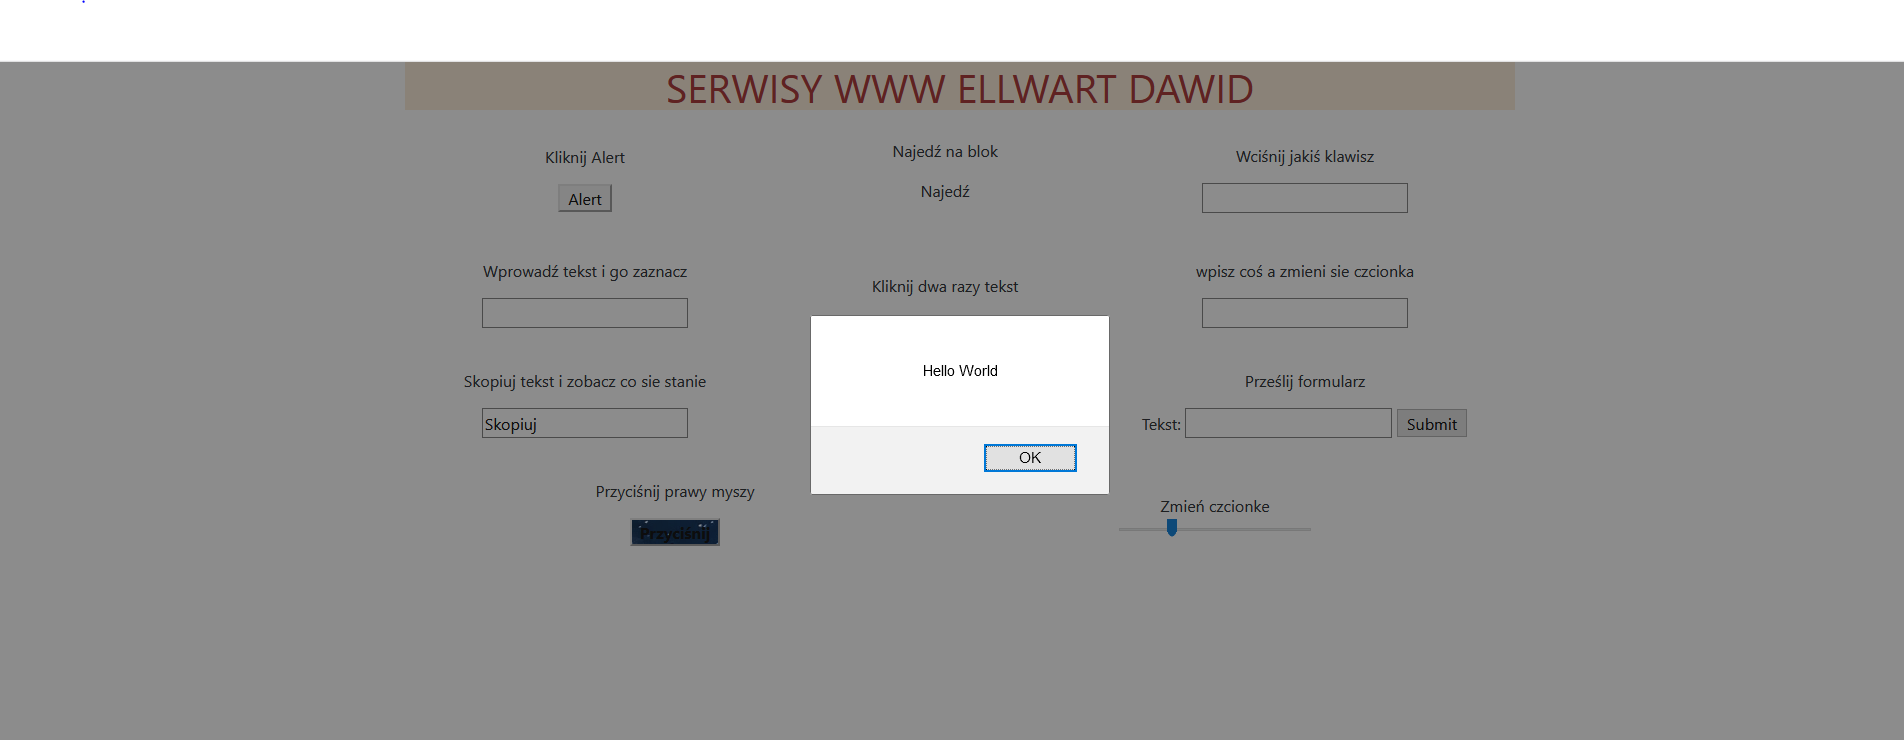 SERWISY WWW ELLWART DAWID
Kliknij Alert
Najedź na blok
Wciśnij jakiś klawisz
Alert
Najedź
Wprowadź tekst i go zaznacz
Kliknij dwa razy tekst
wpisz coś a zmieni sie czcionka
Hello World
OK
Skopiuj tekst i zobacz co sie stanie
Prześlij formularz
Skopiuj
Tekst:
Submit
Przyciśnij prawy myszy
Zmień czcionke
Przyciśnij